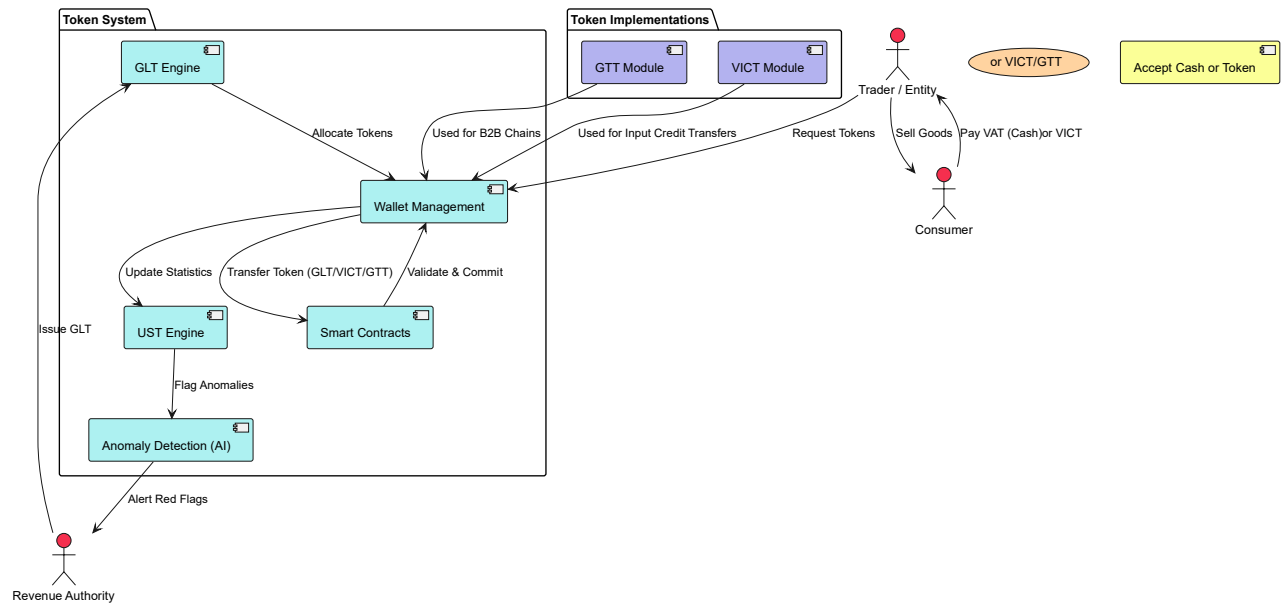 Token System
Token Implementations
GLT Engine
GTT Module
VICT Module
Trader / Entity
or VICT/GTT
Accept Cash or Token
Allocate Tokens
Used for B2B Chains
Used for Input Credit Transfers
Request Tokens
Sell Goods
Pay VAT (Cash)or VICT
Wallet Management
Consumer
Update Statistics
Transfer Token (GLT/VICT/GTT)
Validate & Commit
Issue GLT
UST Engine
Smart Contracts
Flag Anomalies
Anomaly Detection (AI)
Alert Red Flags
Revenue Authority